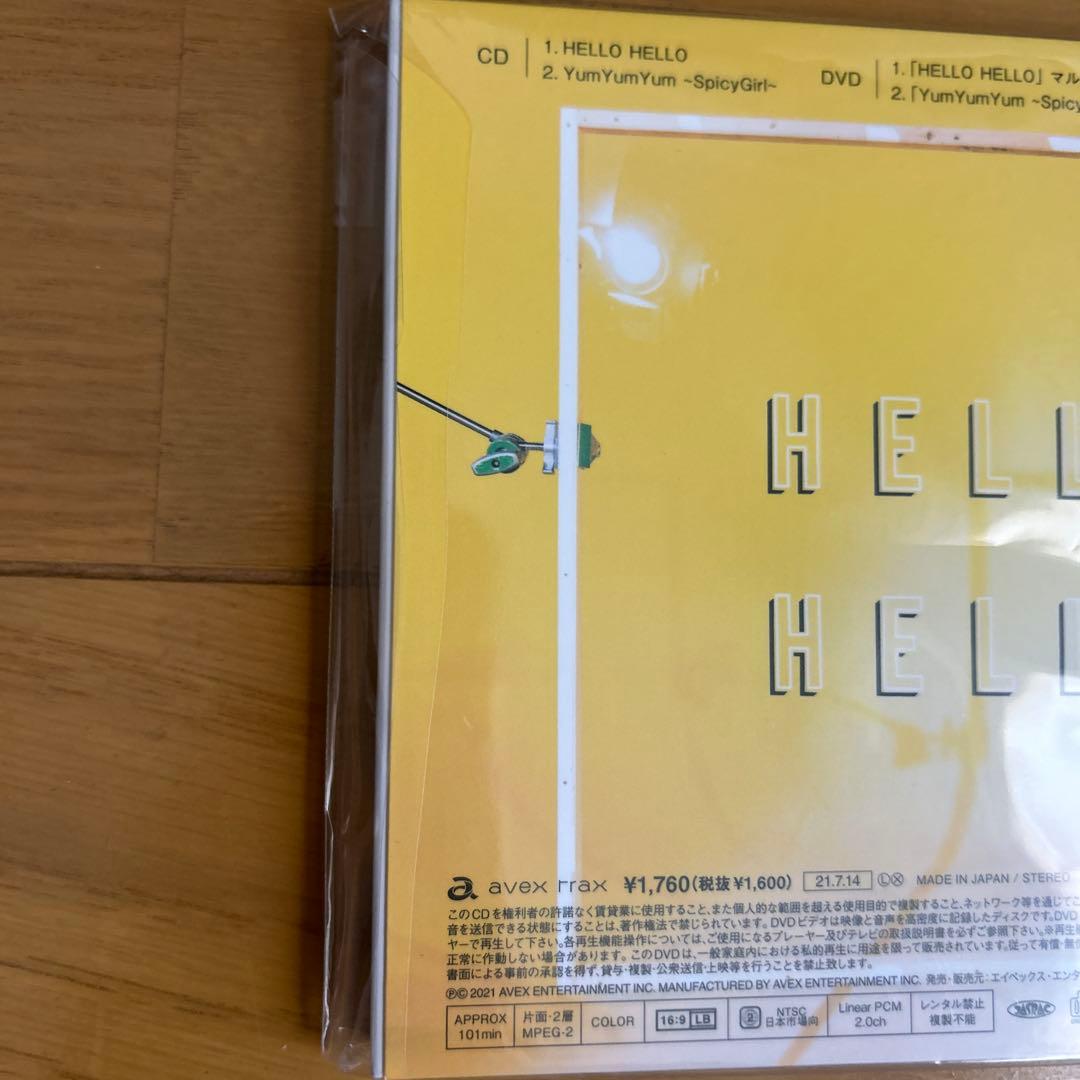 CD
1. HELLO HELLO
2. YumYumYum ~SpicyGirl~
DVD
1.「HELLO HELLO」マル
2.「YumYumYum ~Spicy
HELL
HELL
avex trax ¥1,760(税抜¥1,600) 21.7.14 Ⓛ MADE IN JAPAN / STEREO
このCDを権利者の許諾なく賃貸業に使用すること、また個人的な範囲を超える使用目的で複製すること、ネットワーク等を通じてこ
音を送信できる状態にすることは、著作権法で禁じられています。DVDビデオは映像と音声を高密度に記録したディスクです。DVD
ヤーで再生して下さい。各再生機能操作については、ご使用になるプレーヤー及びテレビの取扱説明書を必ずご参照下さい。※再生
正常に作動しない場合があります。このDVDは、一般家庭内における私的再生に用途を限って販売されています。従って有償・無
書面による事前の承認を得ず、貸与・複製・公衆送信・上映等を行うことを禁止致します。
Ⓟ© 2021 AVEX ENTERTAINMENT INC. MANUFACTURED BY AVEX ENTERTAINMENT INC. 発売・販売元:エイベックス・エンタ
APPROX
101min
片面・2層
MPEG-2
COLOR
16:9 LB
2
NTSC
日本市場向
Linear PCM
2.0ch
レンタル禁止
複製不能
JASRAC